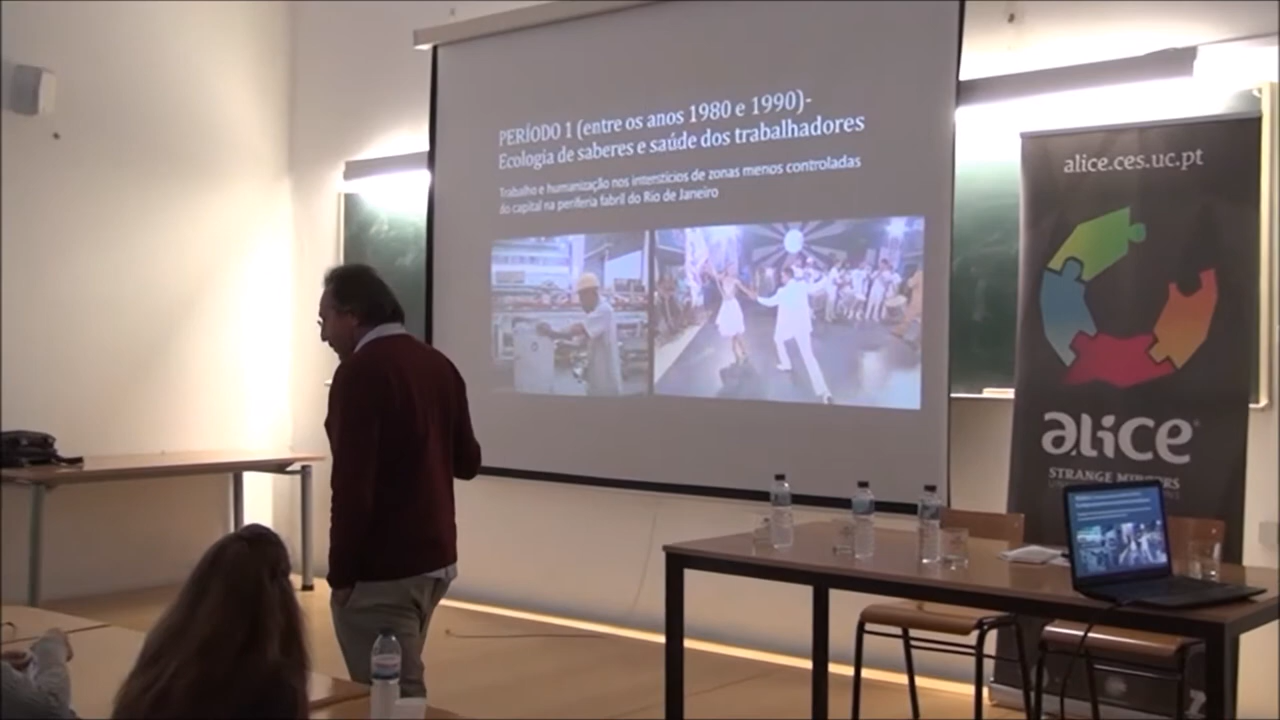 PERÍODO 1 (entre os anos 1980 e 1990)-
Ecologia de saberes e saúde dos trabalhadores
Trabalho e humanização nos interstícios de zonas menos controladas
do capital na periferia fabril do Rio de Janeiro
alice.ces.uc.pt
alice
STRANGE MIRRORS